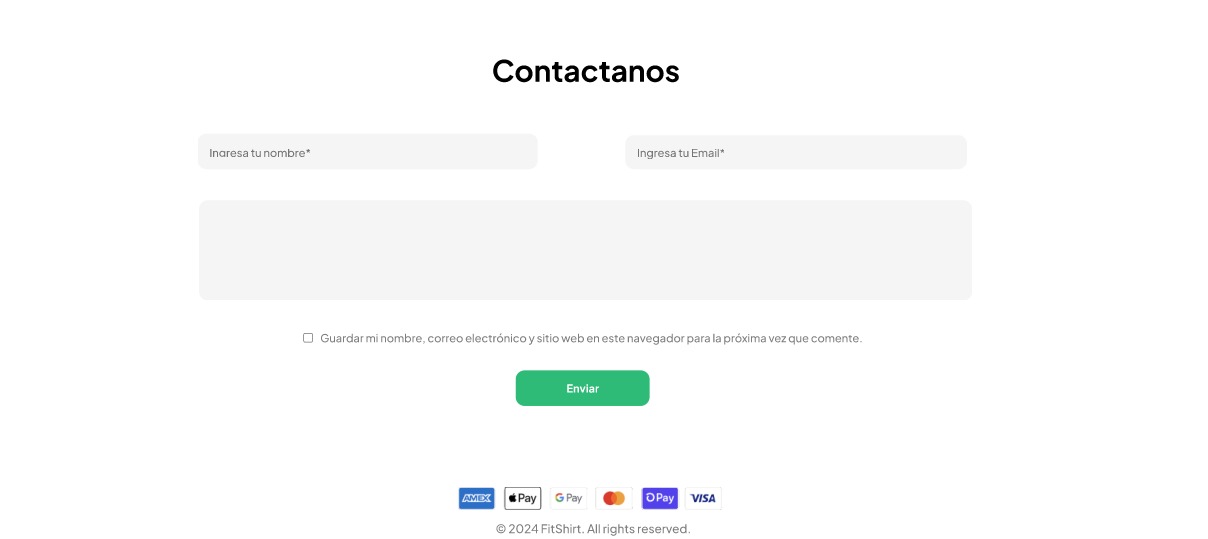 Contactanos
Ingresa tu nombre* Ingresa tu Email*
Guardar mi nombre, correo electrónico y sitio web en este navegador para la próxima vez que comente.
Enviar
AMEX Pay G Pay Pay VISA
© 2024 FitShirt. All rights reserved.